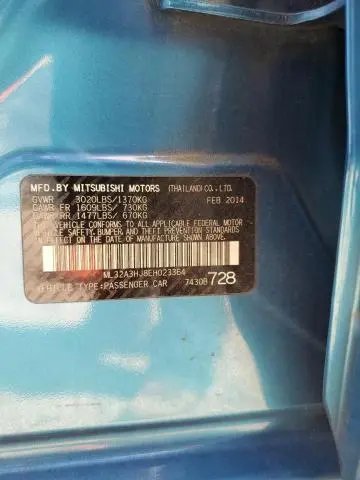 MFD.BY MITSUBISHI MOTORS (THAILAND)CO.,LTD.
GVWR 3020LBS/1370KG FEB 2014
GAWR FR 1609LBS/ 730KG
GAWR RR 1477LBS/ 670KG
THIS VEHICLE CONFORMS TO ALL APPLICABLE FEDERAL MOTOR
VEHICLE SAFETY, BUMPER AND THEFT PREVENTION STANDARDS
IN EFFECT ON THE DATE OF MANUFACTURE SHOWN ABOVE.
ML32A3HJ8EH023364
VEHICLE TYPE:PASSENGER CAR 74308 728